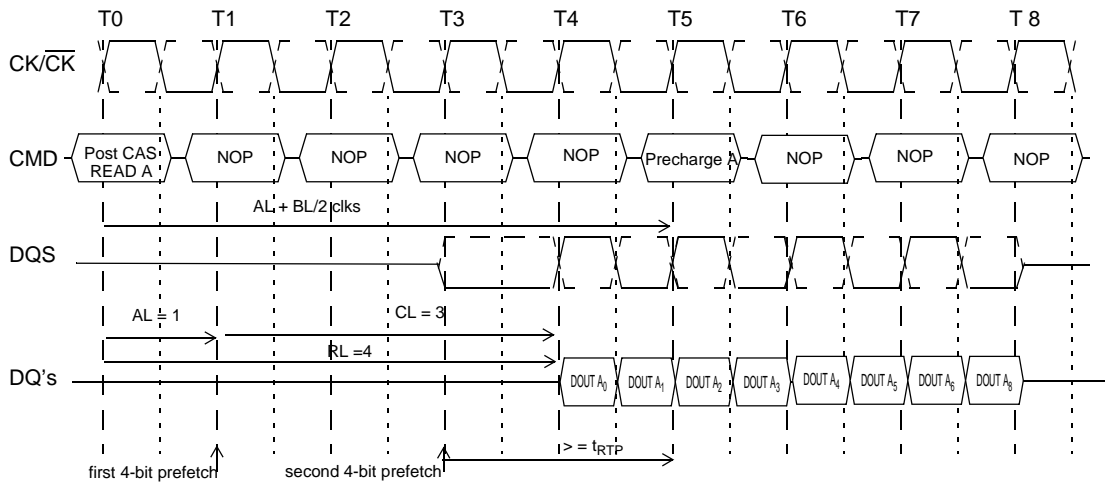 T0 T1 T2 T3 T4 T5 T6 T7 T 8
CK/C̅K̅
CMD Post CAS READ A NOP NOP NOP NOP Precharge A NOP NOP NOP
AL + BL/2 clks
DQS
AL = 1 CL = 3
RL =4
DQ's DOUT A0 DOUT A1 DOUT A2 DOUT A3 DOUT A4 DOUT A5 DOUT A6 DOUT A8
> = tRTP
first 4-bit prefetch second 4-bit prefetch